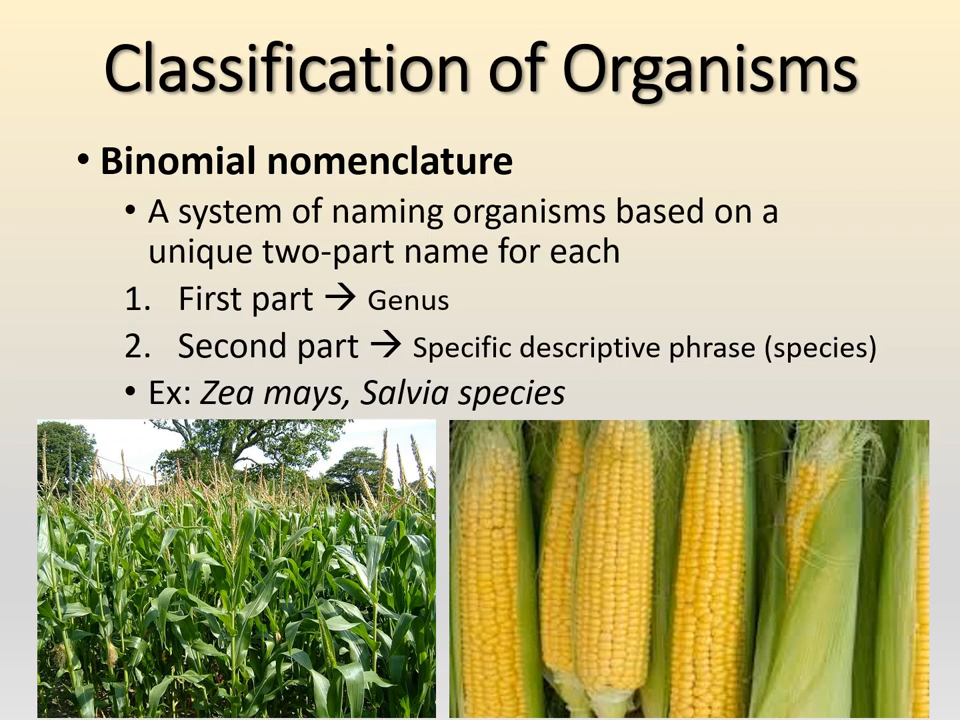 Classification of Organisms
• Binomial nomenclature
• A system of naming organisms based on a
unique two-part name for each
1. First part → Genus
2. Second part → Specific descriptive phrase (species)
• Ex: Zea mays, Salvia species